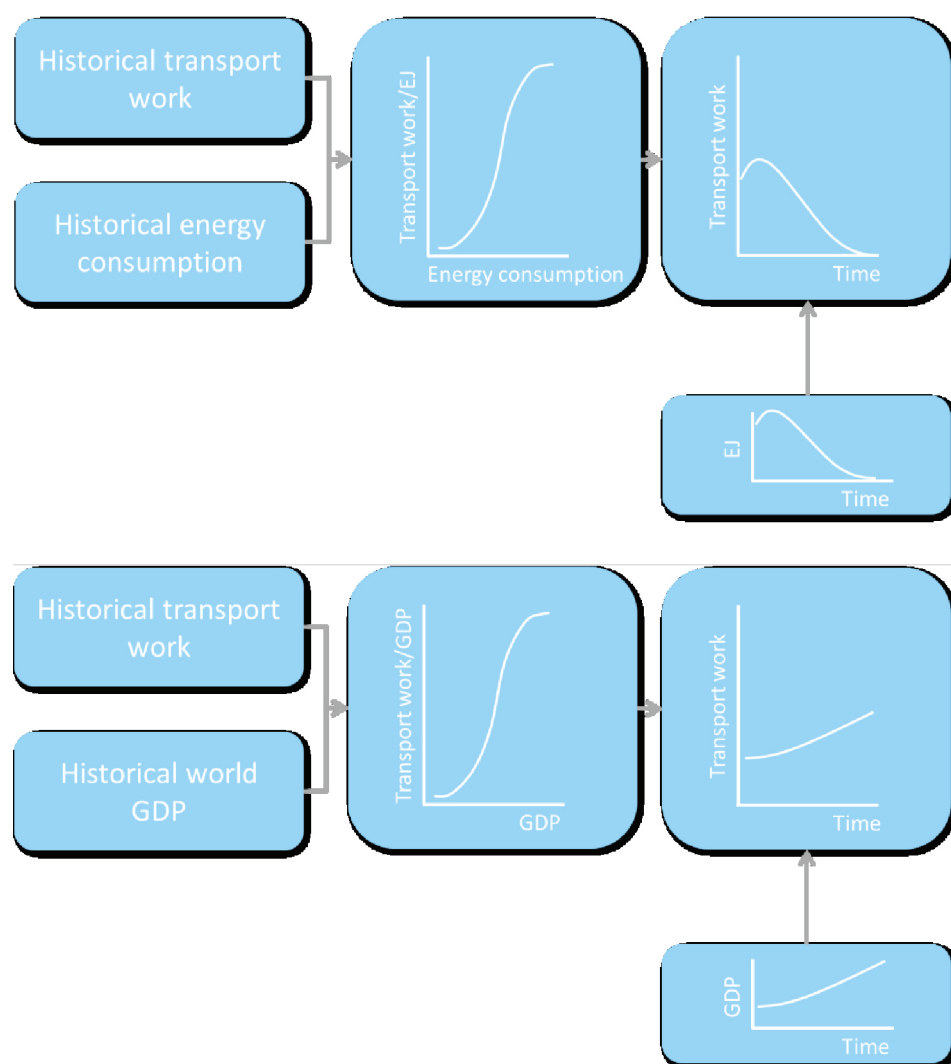 Historical transport
work
Historical energy
consumption
Transport work/EJ
Energy consumption
Transport work
Time
EJ
Time
Historical transport
work
Historical world
GDP
Transport work/GDP
GDP
Transport work
Time
GDP
Time